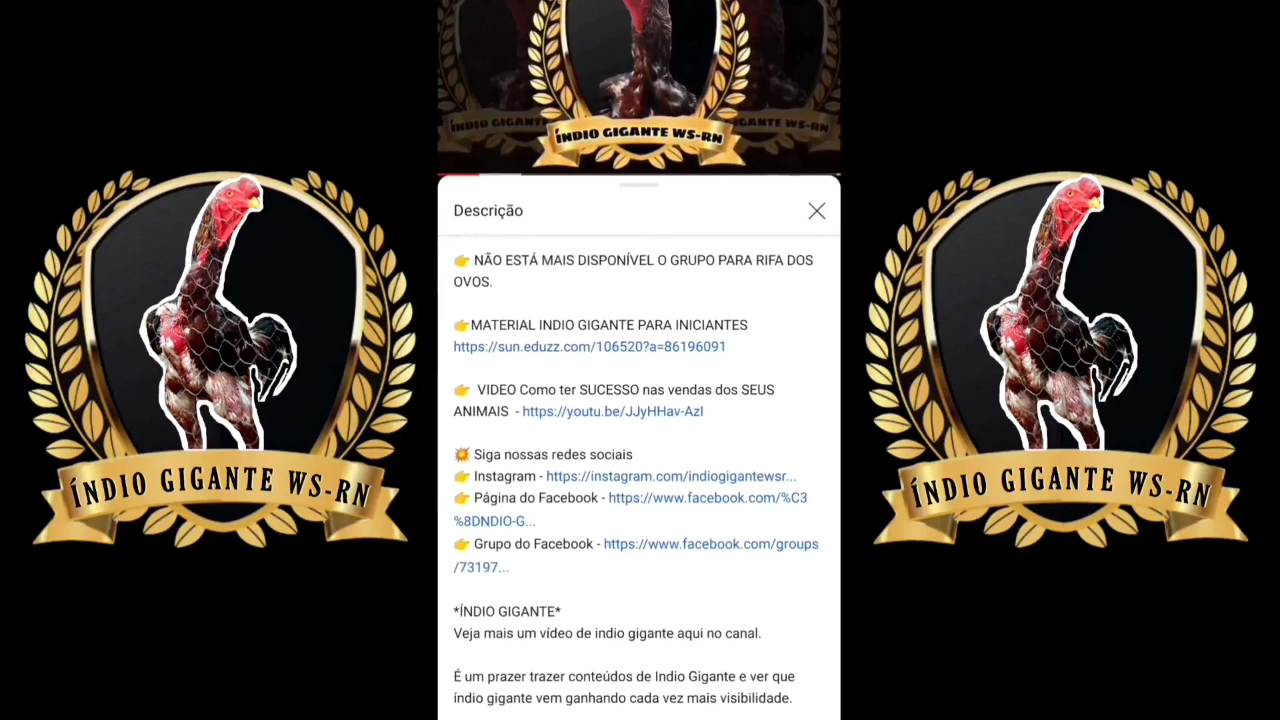 ÍNDIO GIGANTE WS-RN
GIGANTE WS-RN
ÍNDIO GIGANTE
Descrição
👉 NÃO ESTÁ MAIS DISPONÍVEL O GRUPO PARA RIFA DOS
OVOS.
👉MATERIAL INDIO GIGANTE PARA INICIANTES
https://sun.eduzz.com/106520?a=86196091
👉 VIDEO Como ter SUCESSO nas vendas dos SEUS
ANIMAIS - https://youtu.be/JJyHHav-AzI
💥 Siga nossas redes sociais
👉 Instagram - https://instagram.com/indiogigantewsr...
👉 Página do Facebook - https://www.facebook.com/%C3
%8DNDIO-G...
👉 Grupo do Facebook - https://www.facebook.com/groups
/73197...
*ÍNDIO GIGANTE*
Veja mais um vídeo de indio gigante aqui no canal.
É um prazer trazer conteúdos de Indio Gigante e ver que
índio gigante vem ganhando cada vez mais visibilidade.
ÍNDIO GIGANTE WS-RN
ÍNDIO GIGANTE WS-RN